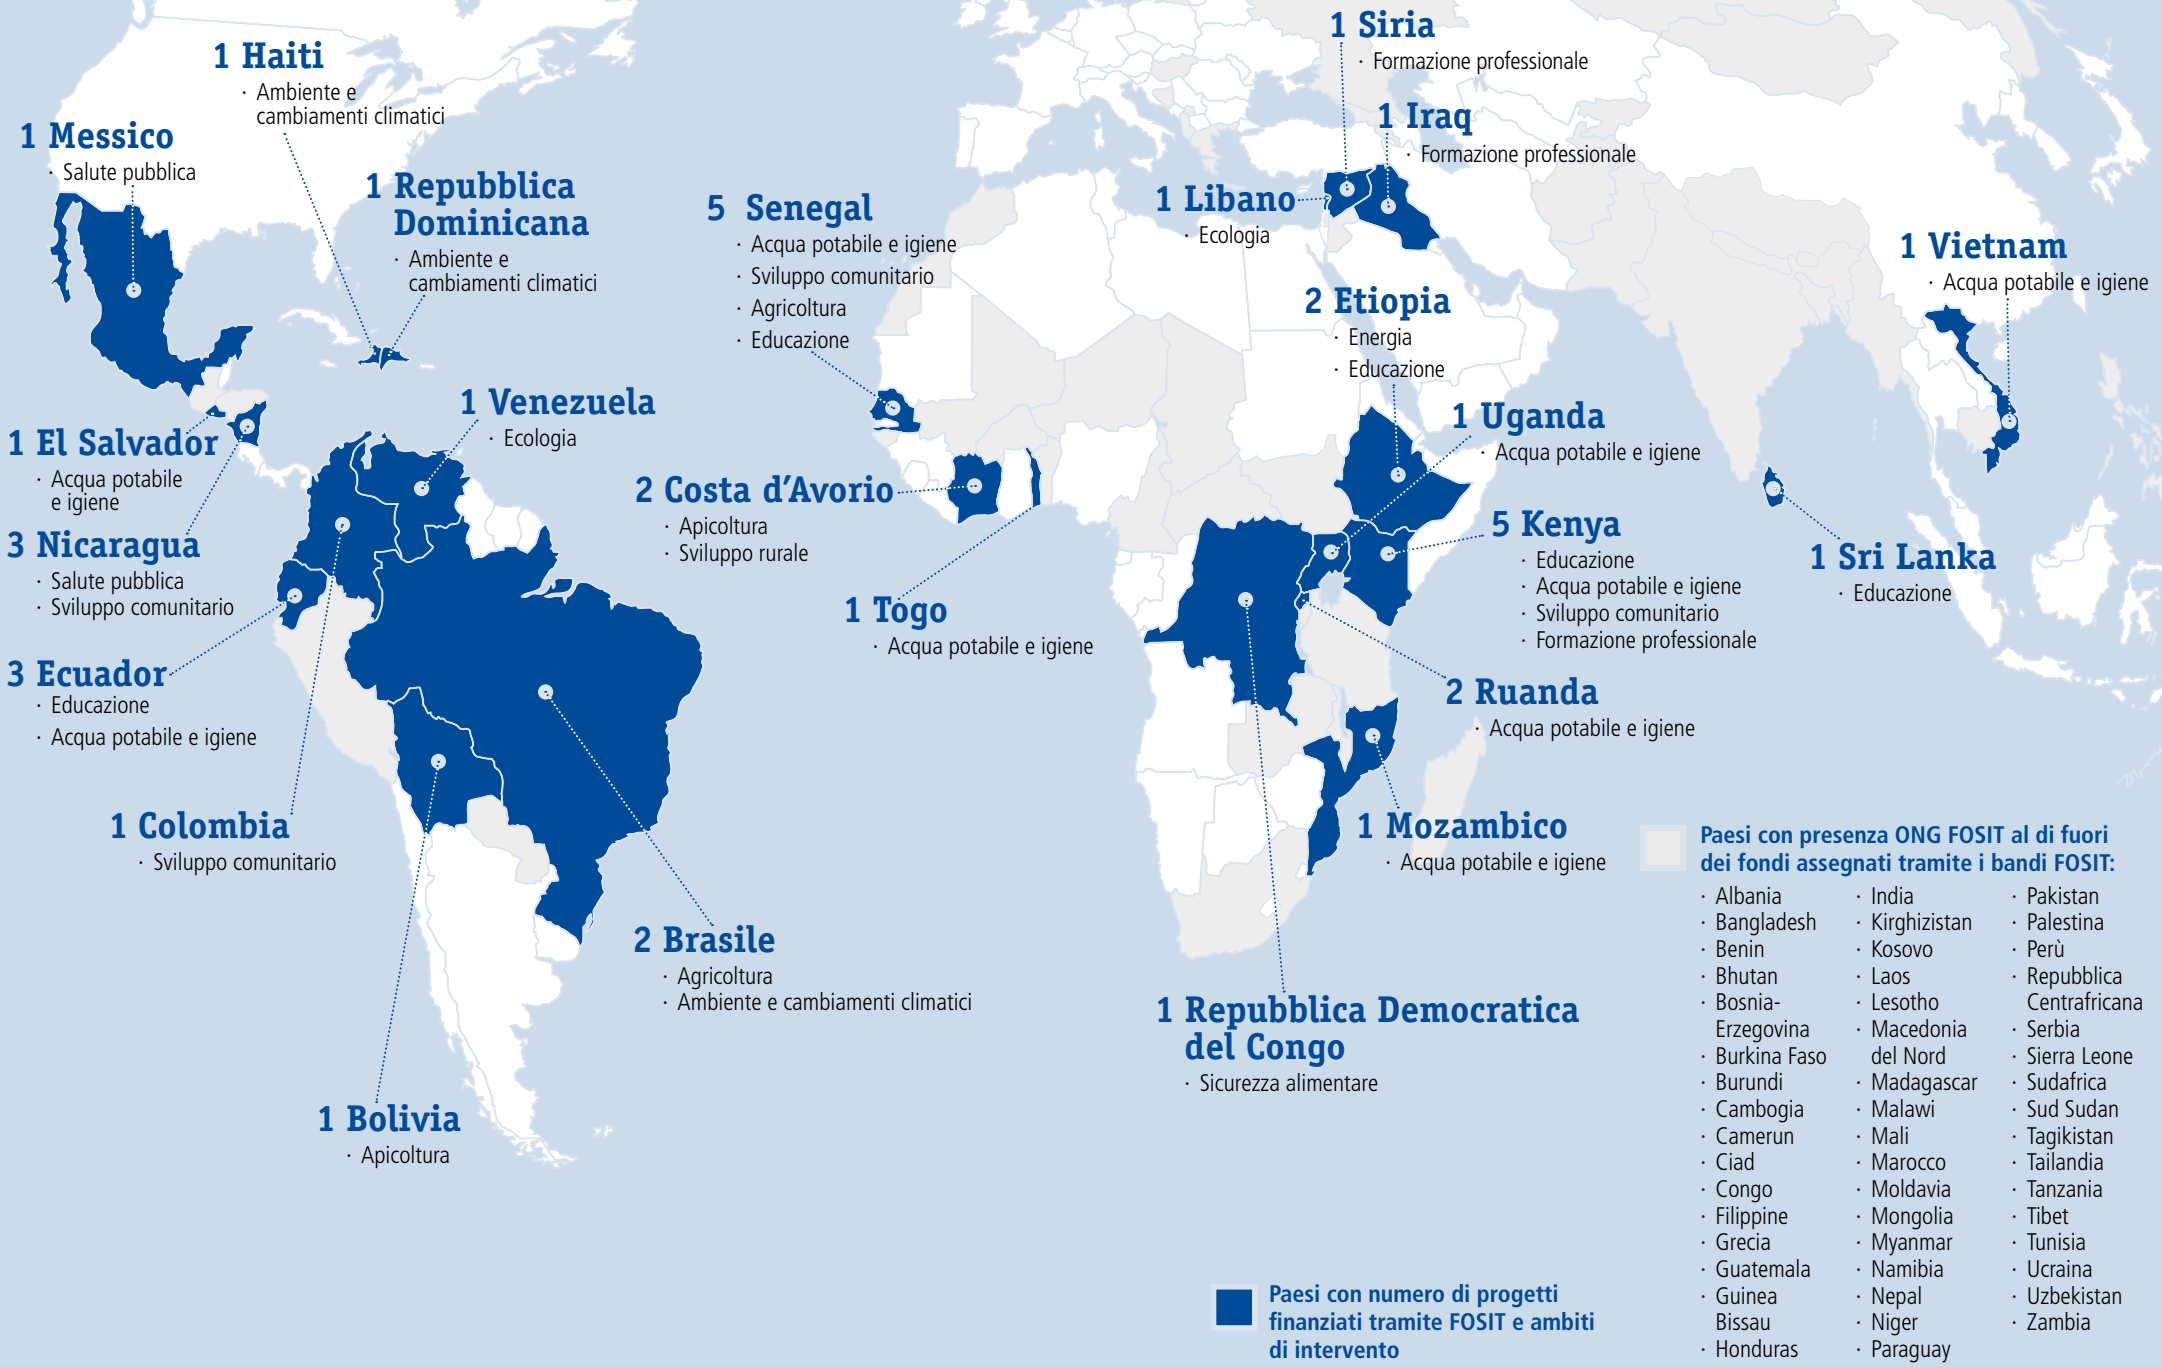 1 Haiti
· Ambiente e
cambiamenti climatici
1 Messico
· Salute pubblica
1 Repubblica
Dominicana
· Ambiente e
cambiamenti climatici
1 El Salvador
· Acqua potabile
e igiene
3 Nicaragua
· Salute pubblica
· Sviluppo comunitario
3 Ecuador
· Educazione
· Acqua potabile e igiene
1 Venezuela
· Ecologia
1 Colombia
· Sviluppo comunitario
1 Bolivia
· Apicoltura
2 Brasile
· Agricoltura
· Ambiente e cambiamenti climatici
5 Senegal
· Acqua potabile e igiene
· Sviluppo comunitario
· Agricoltura
· Educazione
2 Costa d'Avorio
· Apicoltura
· Sviluppo rurale
1 Togo
· Acqua potabile e igiene
1 Siria
· Formazione professionale
1 Iraq
· Formazione professionale
1 Libano
· Ecologia
2 Etiopia
· Energia
· Educazione
1 Uganda
· Acqua potabile e igiene
5 Kenya
· Educazione
· Acqua potabile e igiene
· Sviluppo comunitario
· Formazione professionale
2 Ruanda
· Acqua potabile e igiene
1 Mozambico
· Acqua potabile e igiene
1 Repubblica Democratica
del Congo
· Sicurezza alimentare
1 Vietnam
· Acqua potabile e igiene
1 Sri Lanka
· Educazione
Paesi con numero di progetti
finanziati tramite FOSIT e ambiti
di intervento
Paesi con presenza ONG FOSIT al di fuori
dei fondi assegnati tramite i bandi FOSIT:
· Albania
· Bangladesh
· Benin
· Bhutan
· Bosnia-
Erzegovina
· Burkina Faso
· Burundi
· Cambogia
· Camerun
· Ciad
· Congo
· Filippine
· Grecia
· Guatemala
· Guinea
Bissau
· Honduras
· India
· Kirghizistan
· Kosovo
· Laos
· Lesotho
· Macedonia
del Nord
· Madagascar
· Malawi
· Mali
· Marocco
· Moldavia
· Mongolia
· Myanmar
· Namibia
· Nepal
· Niger
· Paraguay
· Pakistan
· Palestina
· Perù
· Repubblica
Centrafricana
· Serbia
· Sierra Leone
· Sudafrica
· Sud Sudan
· Tagikistan
· Tailandia
· Tanzania
· Tibet
· Tunisia
· Ucraina
· Uzbekistan
· Zambia